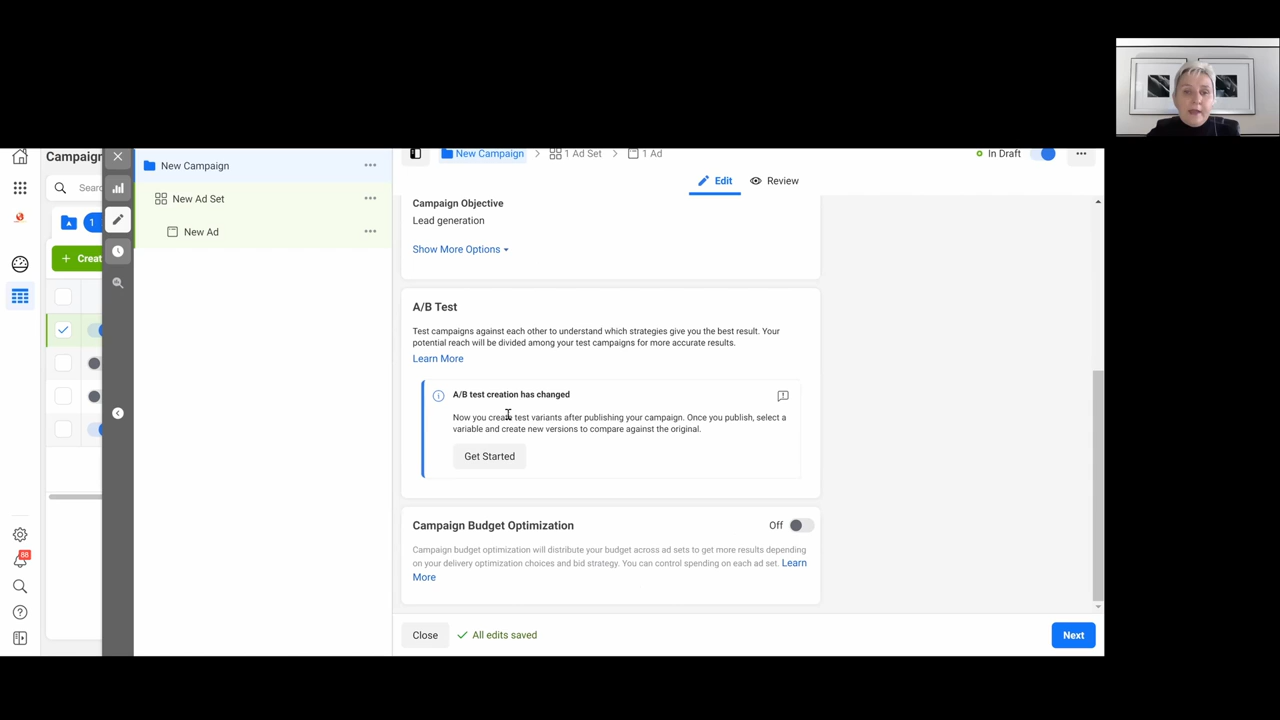 Campaign
New Campaign
New Campaign
1 Ad Set
1 Ad
In Draft
Edit
Review
New Ad Set
New Ad
Sear
1
+ Creat
88
Campaign Objective
Lead generation
Show More Options
A/B Test
Test campaigns against each other to understand which strategies give you the best result. Your
potential reach will be divided among your test campaigns for more accurate results.
Learn More
A/B test creation has changed
Now you create test variants after publishing your campaign. Once you publish, select a
variable and create new versions to compare against the original.
Get Started
Campaign Budget Optimization
Off
Campaign budget optimization will distribute your budget across ad sets to get more results depending
on your delivery optimization choices and bid strategy. You can control spending on each ad set. Learn
More
Close
All edits saved
Next